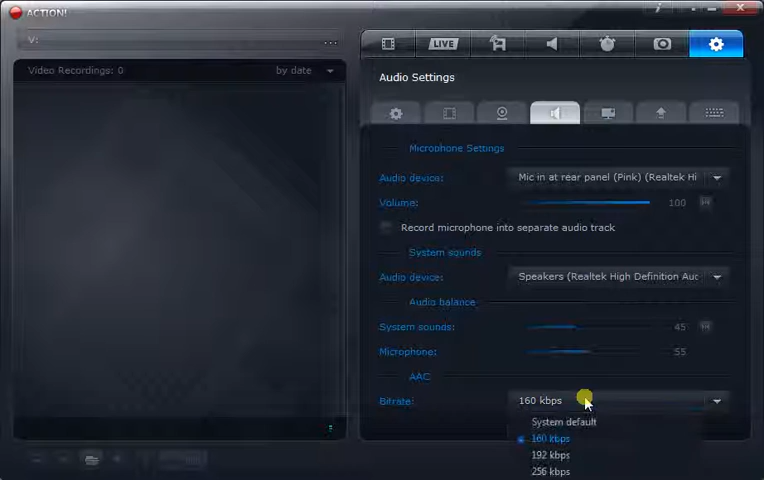 ACTION!
V: ...
LIVE
Video Recordings: 0 by date
Audio Settings
Microphone Settings
Audio device: Mic in at rear panel (Pink) (Realtek Hi
Volume: 100
Record microphone into separate audio track
System sounds
Audio device: Speakers (Realtek High Definition Aud
Audio balance
System sounds: 45
Microphone: 55
AAC
Bitrate: 160 kbps
System default
160 kbps
192 kbps
256 kbps